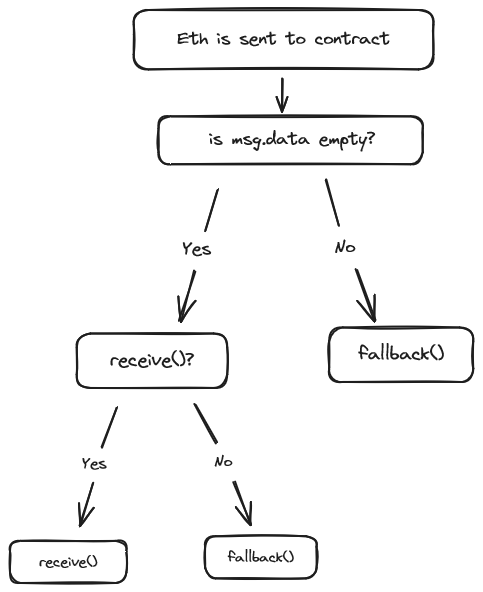 Eth is sent to contract
is msg.data empty?
Yes
No
receive()?
fallback()
Yes
No
receive()
fallback()